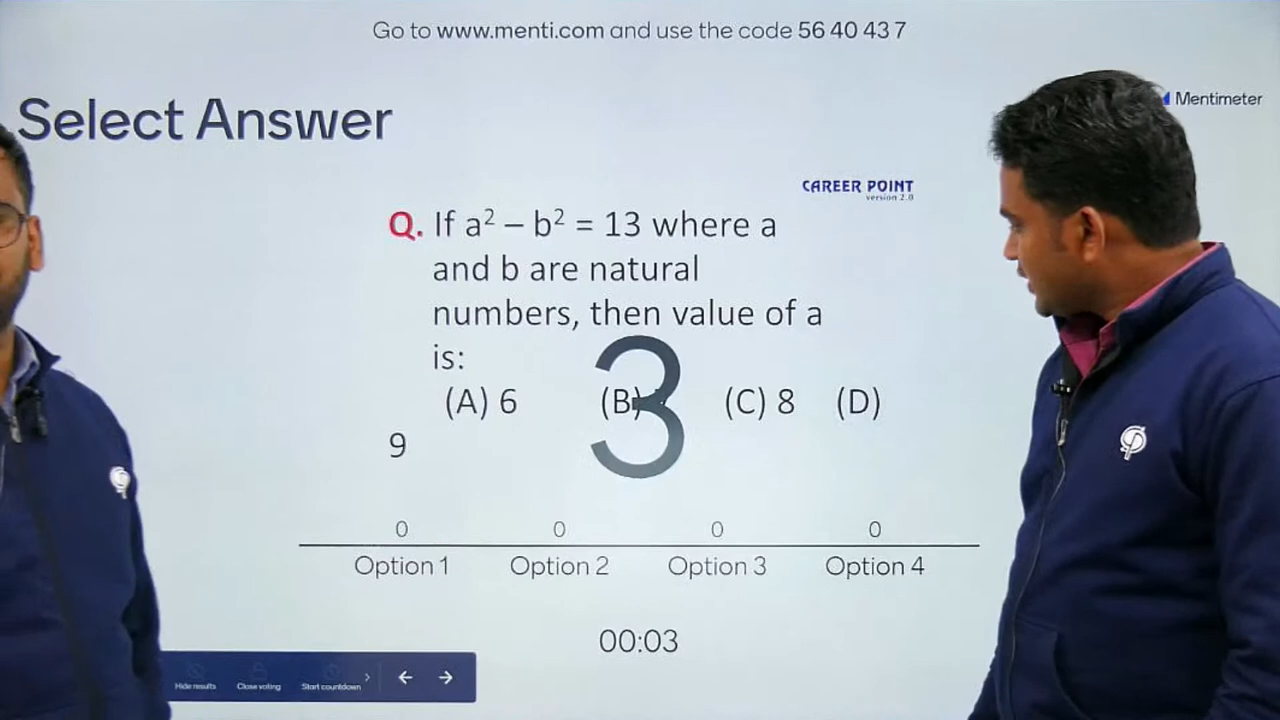 Go to www.menti.com and use the code 56 40 43 7
Select Answer
Mentimeter
CAREER POINT
version 2.0
Q. If a² – b² = 13 where a
and b are natural
numbers, then value of a
is:
3
(A) 6 (B) (C) 8 (D)
9
0 0 0 0
Option 1 Option 2 Option 3 Option 4
00:03
Hide results Close voting Start countdown